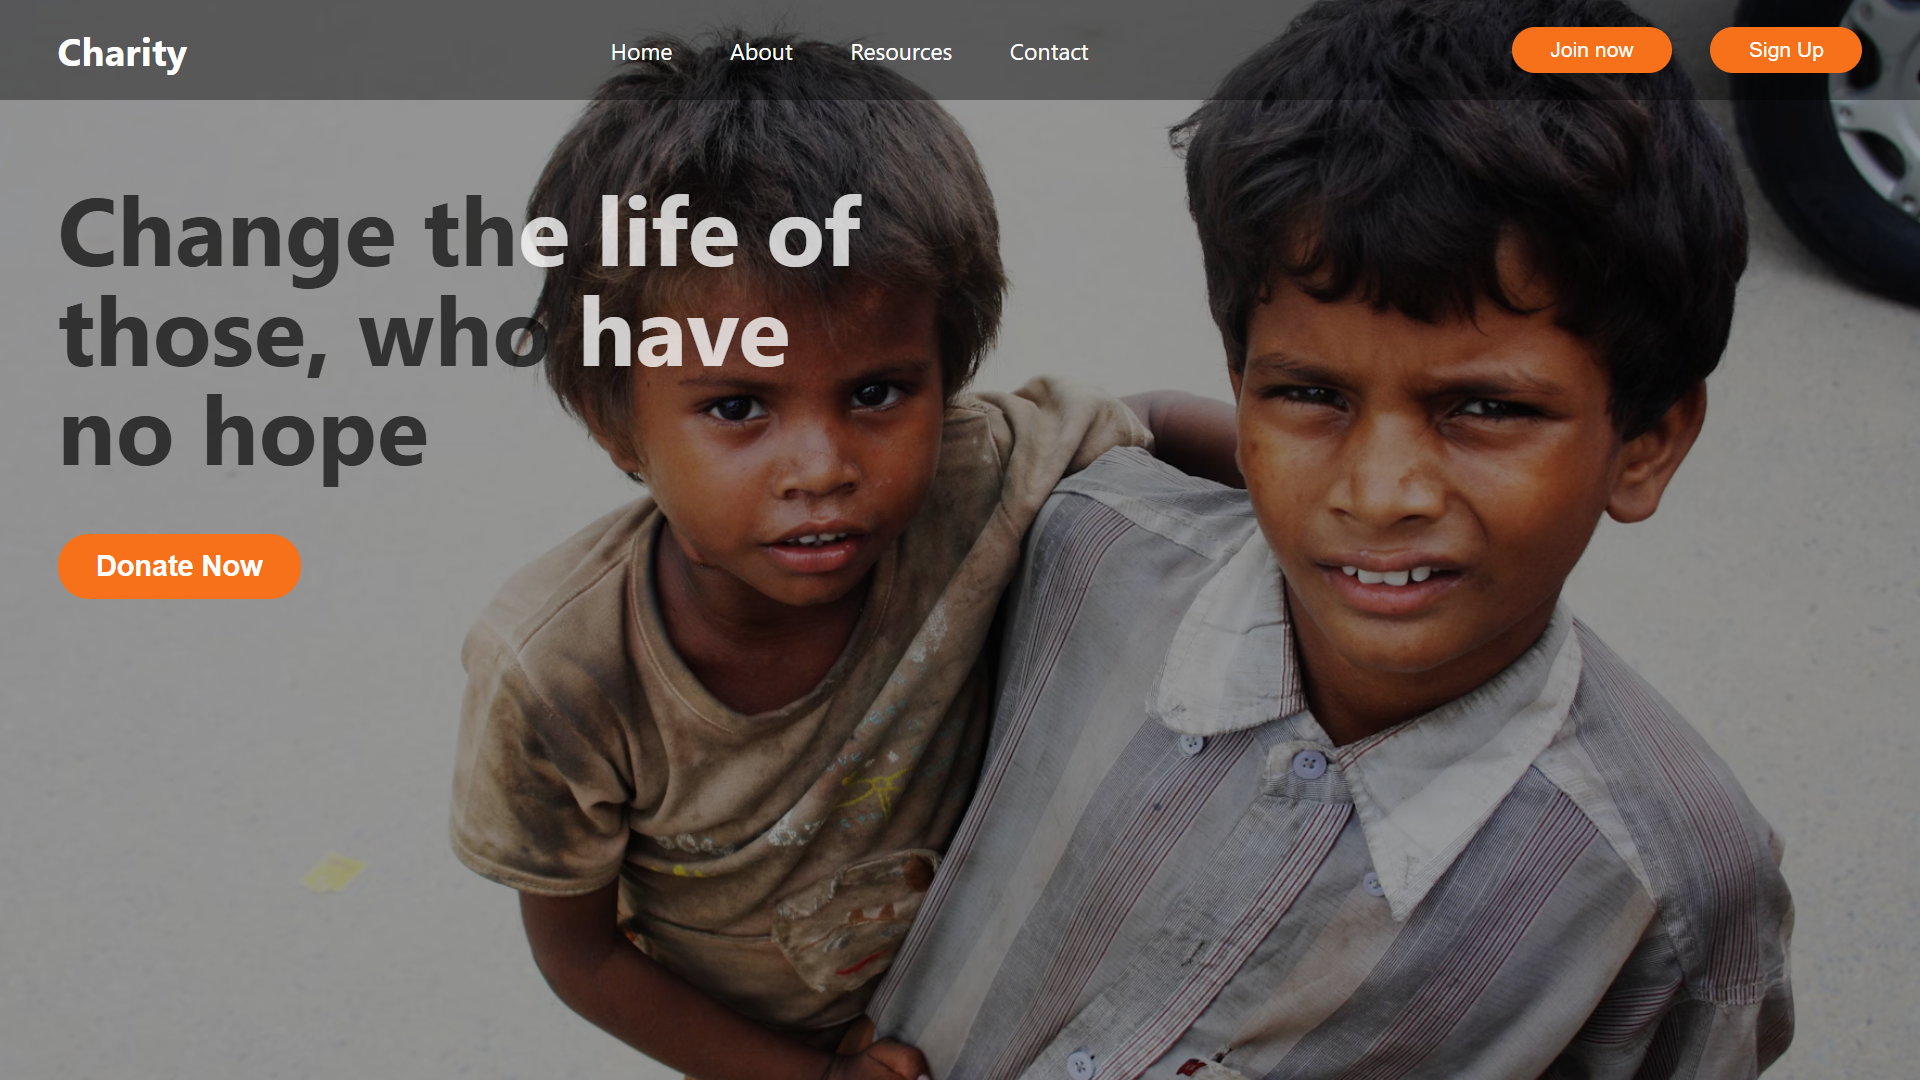 Charity
Home About Resources Contact
Join now Sign Up
Change the life of
those, who have
no hope
Donate Now